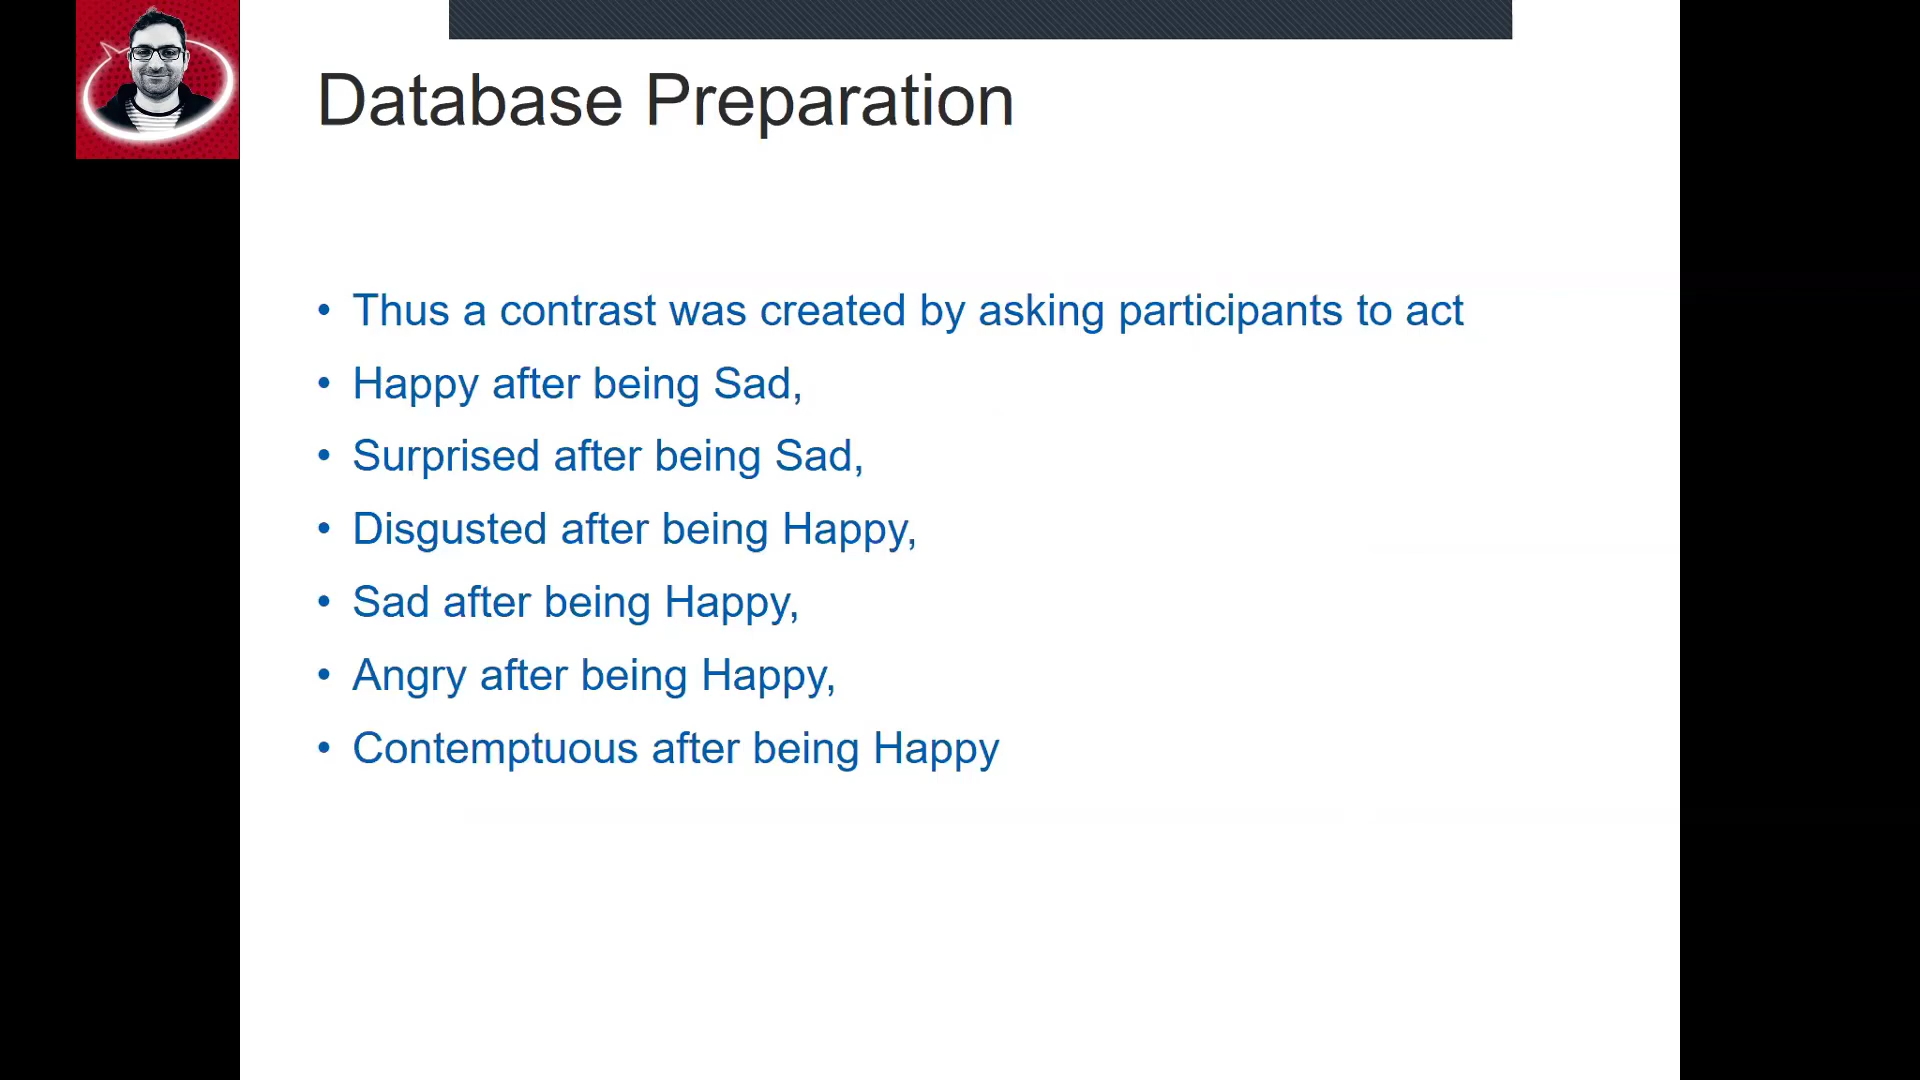 Database Preparation
• Thus a contrast was created by asking participants to act
• Happy after being Sad,
• Surprised after being Sad,
• Disgusted after being Happy,
• Sad after being Happy,
• Angry after being Happy,
• Contemptuous after being Happy